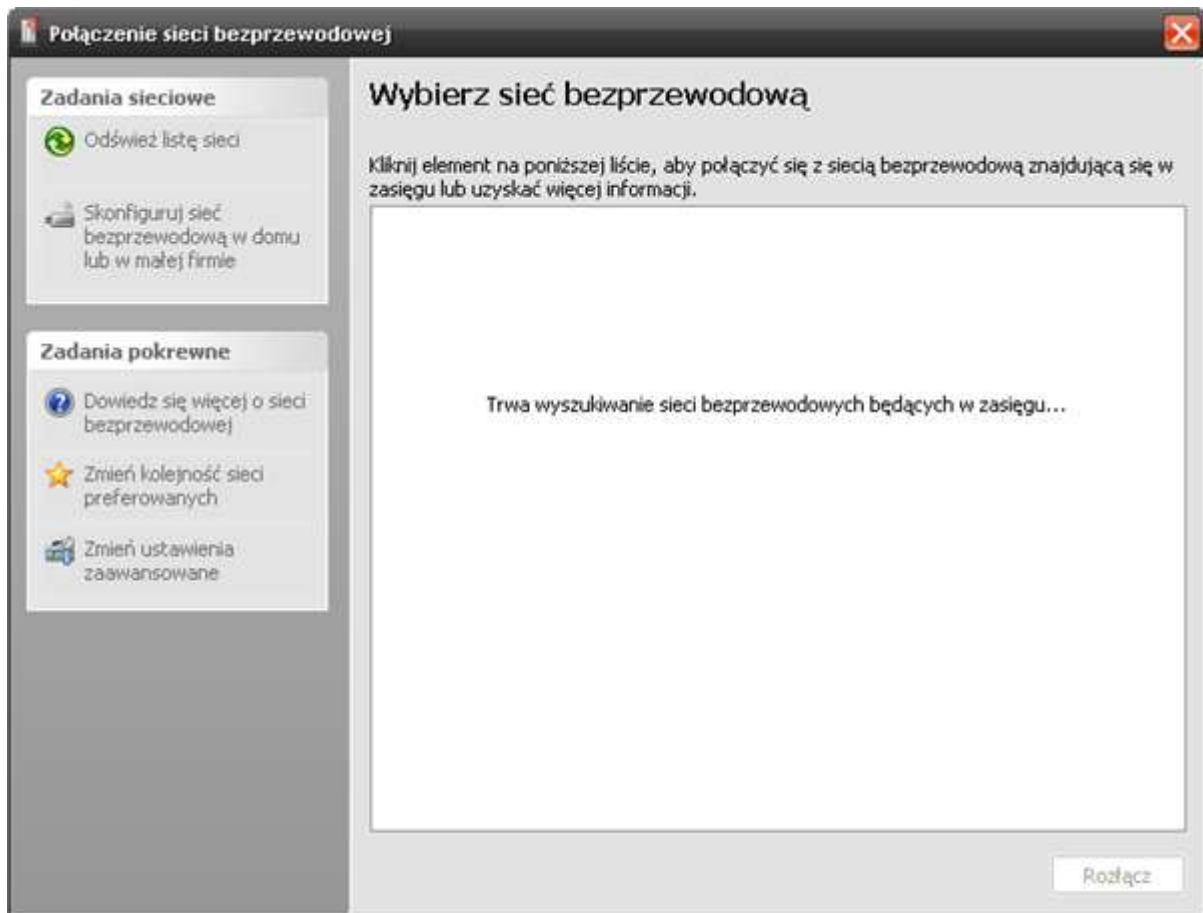 Połączenie sieci bezprzewodowej
Zadania sieciowe
Odśwież listę sieci
Skonfiguruj sieć
bezprzewodową w domu
lub w małej firmie
Zadania pokrewne
Dowiedz się więcej o sieci
bezprzewodowej
Zmień kolejność sieci
preferowanych
Zmień ustawienia
zaawansowane
Wybierz sieć bezprzewodową
Kliknij element na poniższej liście, aby połączyć się z siecią bezprzewodową znajdującą się w
zasięgu lub uzyskać więcej informacji.
Trwa wyszukiwanie sieci bezprzewodowych będących w zasięgu...
Rozłącz